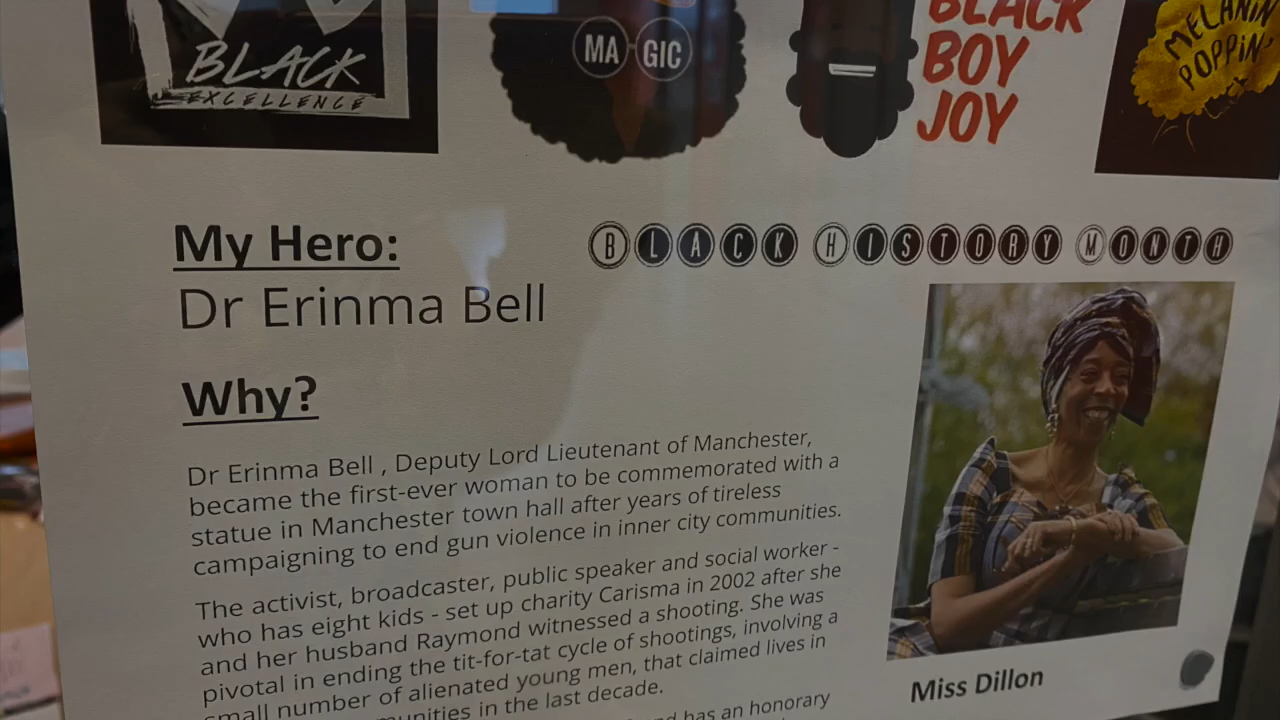 BLACK
EXCELLENCE
MA GIC
BLACK
BOY
JOY
MELANIN
POPPIN'
My Hero:
BLACK HISTORY MONTH
Dr Erinma Bell
Why?
Dr Erinma Bell , Deputy Lord Lieutenant of Manchester,
became the first-ever woman to be commemorated with a
statue in Manchester town hall after years of tireless
campaigning to end gun violence in inner city communities.
The activist, broadcaster, public speaker and social worker -
who has eight kids - set up charity Carisma in 2002 after she
and her husband Raymond witnessed a shooting. She was
pivotal in ending the tit-for-tat cycle of shootings, involving a
small number of alienated young men, that claimed lives in
in the last decade.
has an honorary
Miss Dillon